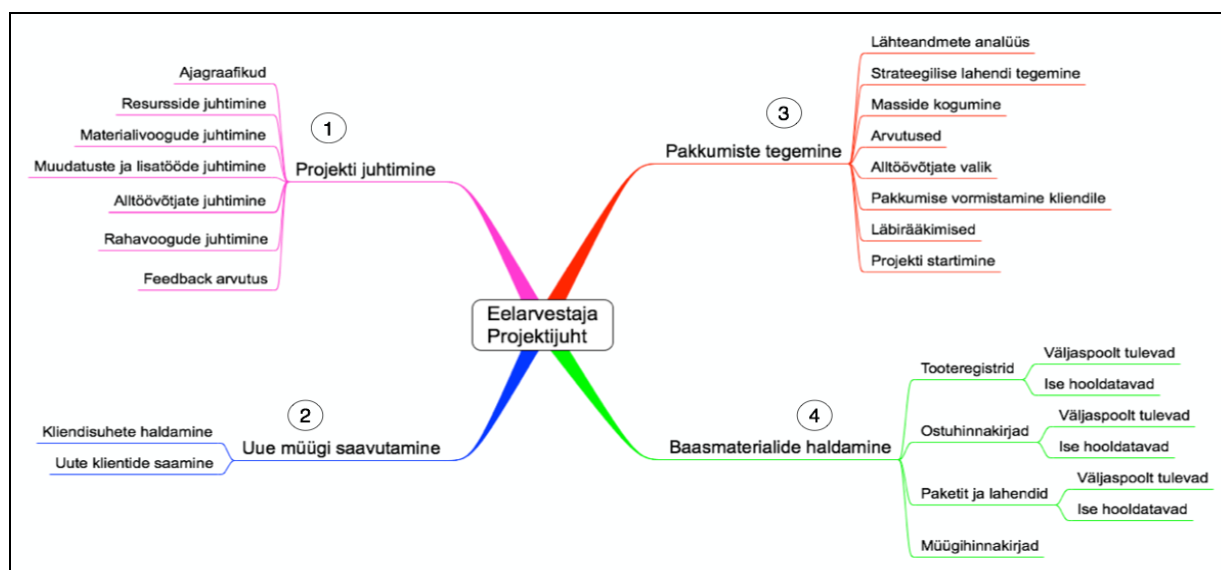 Ajagraafikud
Resursside juhtimine
Materialivoogude juhtimine
Muudatuste ja lisatööde juhtimine
Alltöövõtjate juhtimine
Rahavoogude juhtimine
Feedback arvutus
1
Projekti juhtimine
3
Pakkumiste tegemine
Lähteandmete analüüs
Strateegilise lahendi tegemine
Masside kogumine
Arvutused
Alltöövõtjate valik
Pakkumise vormistamine kliendile
Läbirääkimised
Projekti startimine
Eelarvestaja
Projektijuht
2
Uue müügi saavutamine
Kliendisuhete haldamine
Uute klientide saamine
4
Baasmaterialide haldamine
Tooteregistrid
Väljaspoolt tulevad
Ise hooldatavad
Ostuhinnakirjad
Väljaspoolt tulevad
Ise hooldatavad
Paketit ja lahendid
Väljaspoolt tulevad
Ise hooldatavad
Müügihinnakirjad